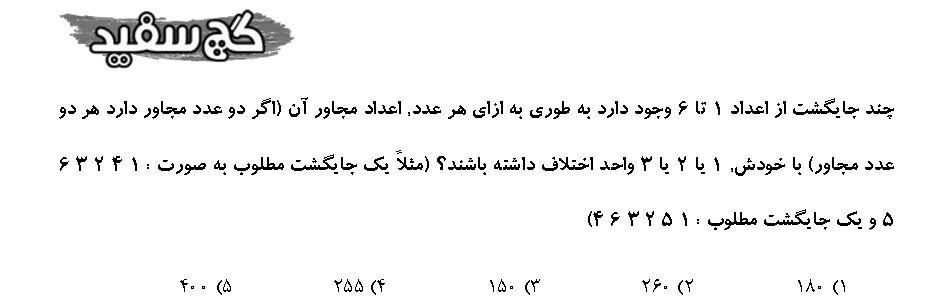 گچ سفید
چند جایگشت از اعداد ۱ تا ۶ وجود دارد به طوری به ازای هر عدد, اعداد مجاور آن (اگر دو عدد مجاور دارد هر دو
عدد مجاور) با خودش, ۱ یا ۲ یا ۳ واحد اختلاف داشته باشند؟ (مثلاً یک جایگشت مطلوب به صورت : ۱ ۴ ۲ ۳ ۶
۵ و یک جایگشت مطلوب : ۱ ۵ ۲ ۳ ۶ ۴)
۱) ۱۸۰ ۲) ۲۶۰ ۳) ۱۵۰ ۴) ۲۵۵ ۵) ۴۰۰